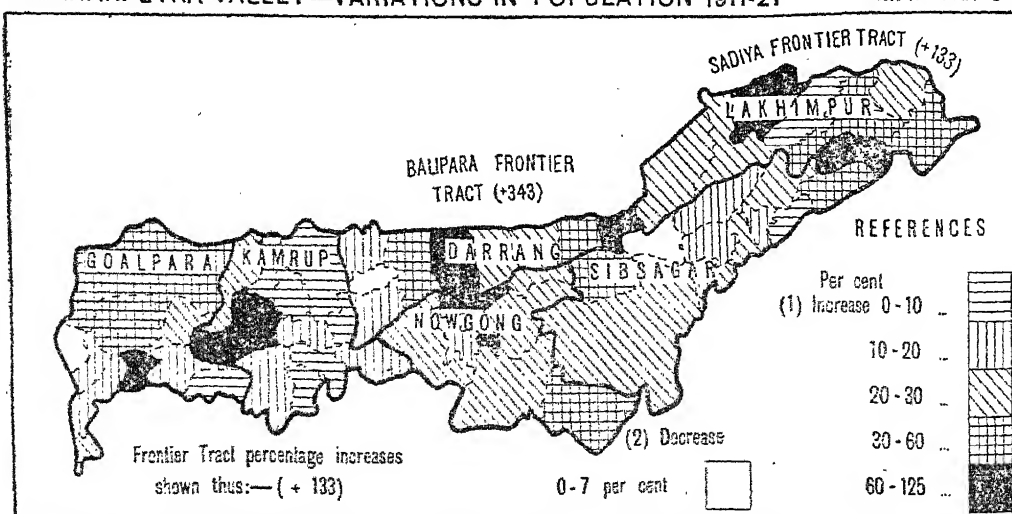 VALLEY—VARIATIONS IN POPULATION 1911-21
SADIYA FRONTIER TRACT (+133)
LAKHIMPUR
BALIPARA FRONTIER
TRACT (+343)
REFERENCES
GOALPARA
KAMRUP
DARRANG
SIBSAGAR
NOWGONG
Per cent
(1) Increase 0-10 ..
10-20 ..
20-30 ..
30-60 ..
60-125 ..
(2) Decrease
0-7 per cent
Frontier Tract percentage increases
shown thus:—( + 133)